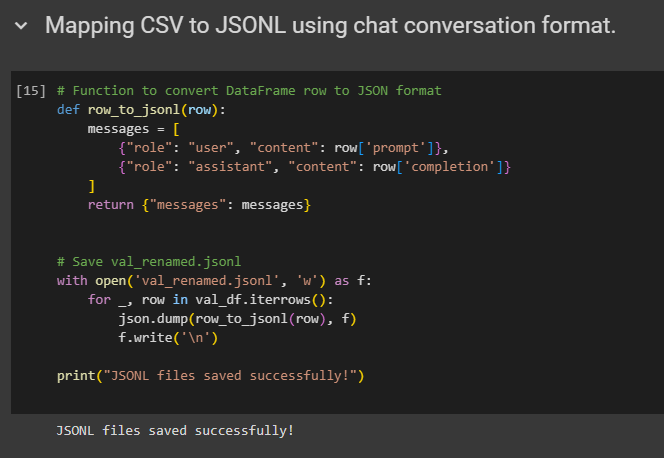 Mapping CSV to JSONL using chat conversation format.
[15] # Function to convert DataFrame row to JSON format
def row_to_jsonl(row):
    messages = [
        {"role": "user", "content": row['prompt']},
        {"role": "assistant", "content": row['completion']}
    ]
    return {"messages": messages}
# Save val_renamed.jsonl
with open('val_renamed.jsonl', 'w') as f:
    for _, row in val_df.iterrows():
        json.dump(row_to_jsonl(row), f)
        f.write('\n')
print("JSONL files saved successfully!")
JSONL files saved successfully!